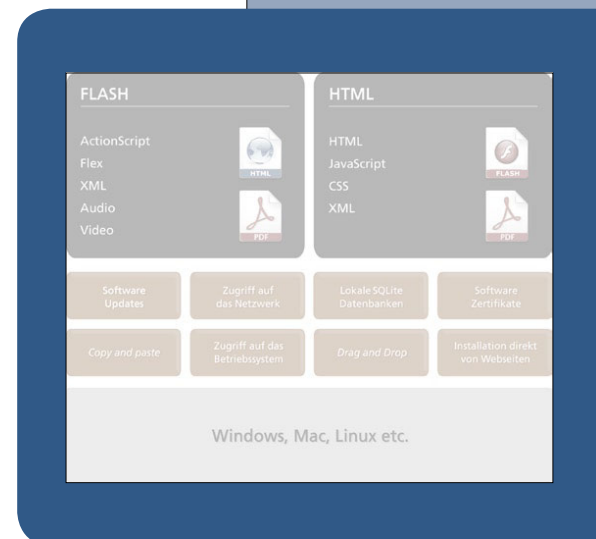 FLASH
ActionScript
Flex
XML
Audio
Video
HTML
PDF
HTML
HTML
JavaScript
CSS
XML
FLASH
PDF
Software
Updates
Zugriff auf
das Netzwerk
Lokale SQLite
Datenbanken
Software
Zertifikate
Copy and paste
Zugriff auf das
Betriebssystem
Drag and Drop
Installation direkt
von Webseiten
Windows, Mac, Linux etc.